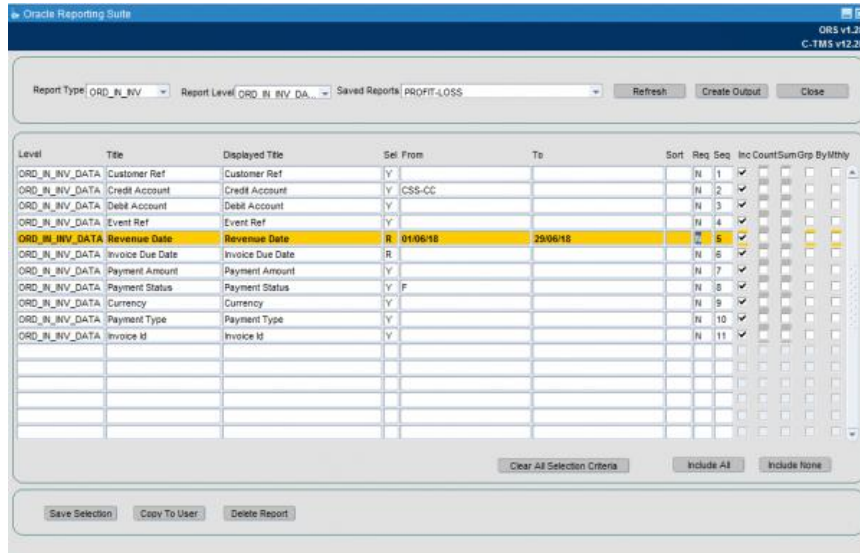 Oracle Reporting Suite
ORS v1.2
C-TMS v12.2
Report Type ORD_IN_INV Report Level ORD_IN_INV_DA... Saved Reports PROFIT-LOSS Refresh Create Output Close
Level Title Displayed Title Sel From To Sort Req Seq Inc Count Sum Grp By Mthly
ORD_IN_INV_DATA Customer Ref Customer Ref Y N 1
ORD_IN_INV_DATA Credit Account Credit Account Y CSS-CC N 2
ORD_IN_INV_DATA Debit Account Debit Account Y N 3
ORD_IN_INV_DATA Event Ref Event Ref Y N 4
ORD_IN_INV_DATA Revenue Date Revenue Date R 01/06/18 29/06/18 N 5
ORD_IN_INV_DATA Invoice Due Date Invoice Due Date R N 6
ORD_IN_INV_DATA Payment Amount Payment Amount Y N 7
ORD_IN_INV_DATA Payment Status Payment Status Y F N 8
ORD_IN_INV_DATA Currency Currency Y N 9
ORD_IN_INV_DATA Payment Type Payment Type Y N 10
ORD_IN_INV_DATA Invoice Id Invoice Id Y N 11
Clear All Selection Criteria Include All Include None
Save Selection Copy To User Delete Report